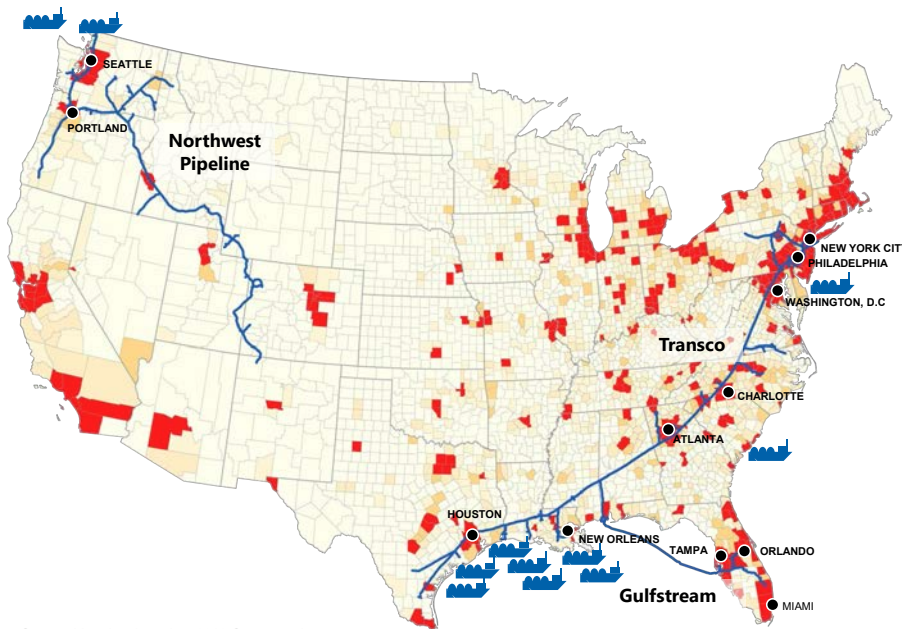 SEATTLE
PORTLAND
Northwest
Pipeline
NEW YORK CIT
PHILADELPHIA
WASHINGTON, D.C
Transco
CHARLOTTE
ATLANTA
HOUSTON
NEW ORLEANS
TAMPA
ORLANDO
Gulfstream
MIAMI